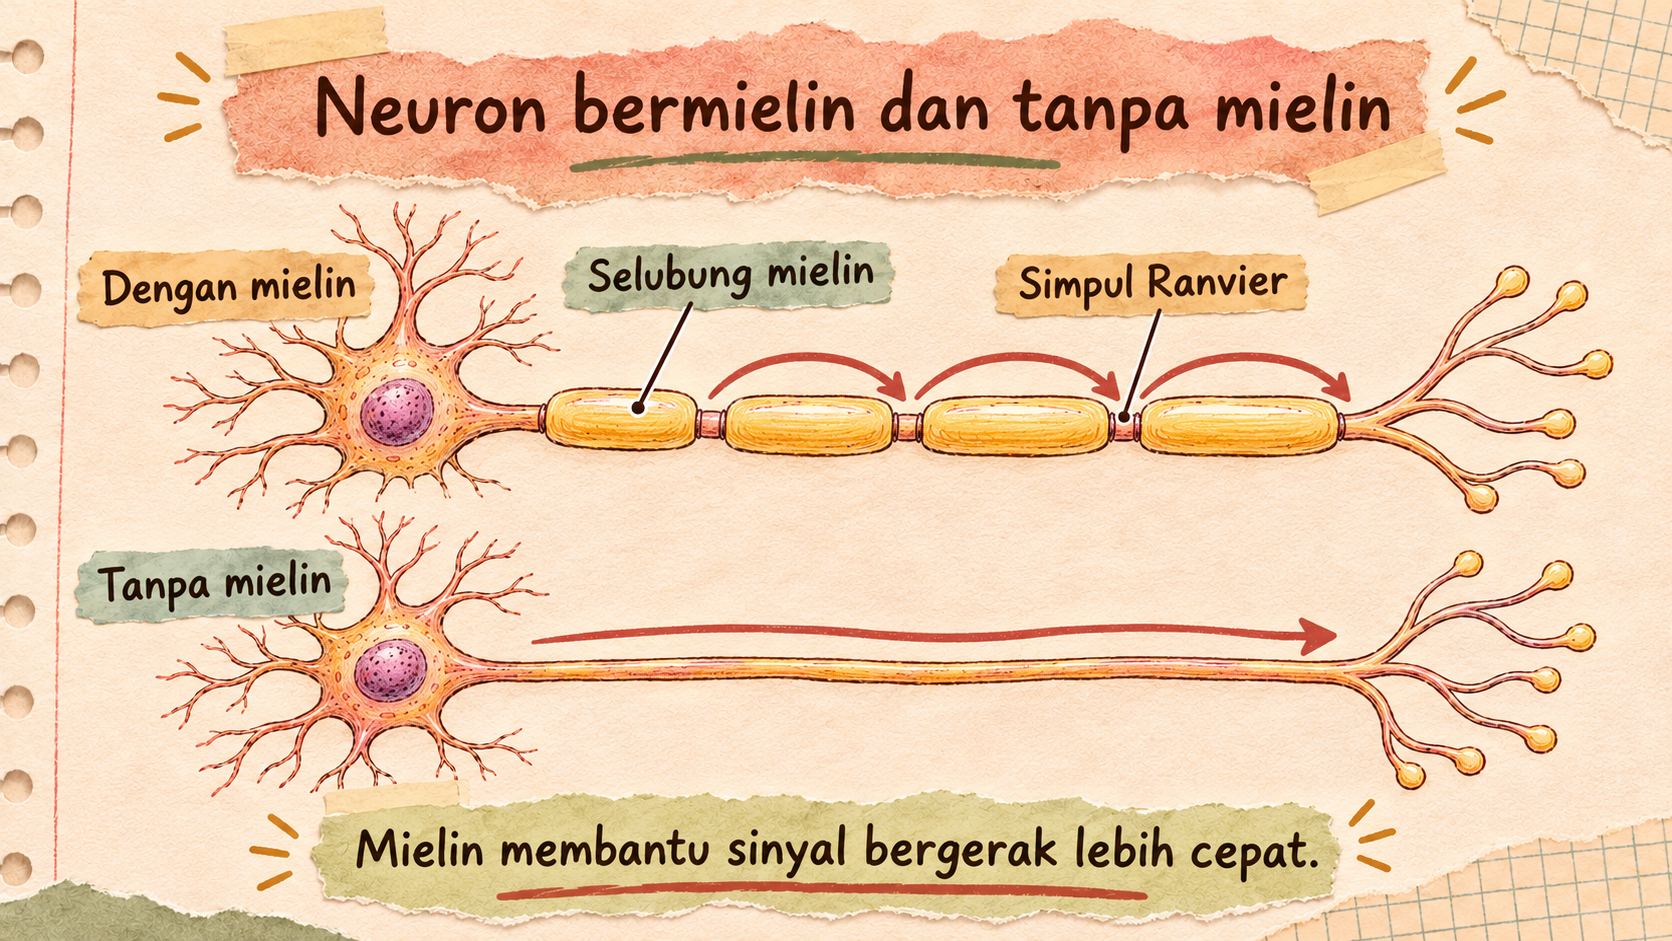 Neuron bermielin dan tanpa mielin
Dengan mielin
Selubung mielin
Simpul Ranvier
Tanpa mielin
Mielin membantu sinyal bergerak lebih cepat.